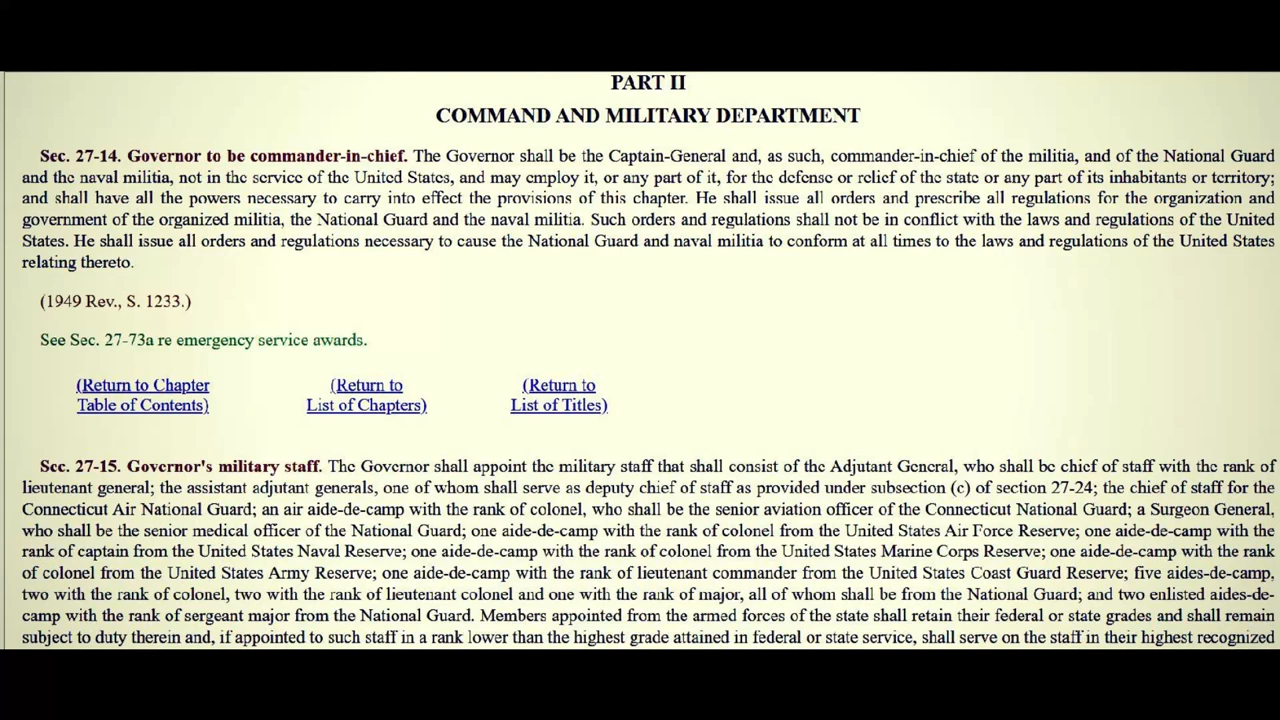 PART II
COMMAND AND MILITARY DEPARTMENT
Sec. 27-14. Governor to be commander-in-chief. The Governor shall be the Captain-General and, as such, commander-in-chief of the militia, and of the National Guard
and the naval militia, not in the service of the United States, and may employ it, or any part of it, for the defense or relief of the state or any part of its inhabitants or territory;
and shall have all the powers necessary to carry into effect the provisions of this chapter. He shall issue all orders and prescribe all regulations for the organization and
government of the organized militia, the National Guard and the naval militia. Such orders and regulations shall not be in conflict with the laws and regulations of the United
States. He shall issue all orders and regulations necessary to cause the National Guard and naval militia to conform at all times to the laws and regulations of the United States
relating thereto.
(1949 Rev., S. 1233.)
See Sec. 27-73a re emergency service awards.
(Return to Chapter (Return to (Return to
Table of Contents) List of Chapters) List of Titles)
Sec. 27-15. Governor's military staff. The Governor shall appoint the military staff that shall consist of the Adjutant General, who shall be chief of staff with the rank of
lieutenant general; the assistant adjutant generals, one of whom shall serve as deputy chief of staff as provided under subsection (c) of section 27-24; the chief of staff for the
Connecticut Air National Guard; an air aide-de-camp with the rank of colonel, who shall be the senior aviation officer of the Connecticut National Guard; a Surgeon General,
who shall be the senior medical officer of the National Guard; one aide-de-camp with the rank of colonel from the United States Air Force Reserve; one aide-de-camp with the
rank of captain from the United States Naval Reserve; one aide-de-camp with the rank of colonel from the United States Marine Corps Reserve; one aide-de-camp with the rank
of colonel from the United States Army Reserve; one aide-de-camp with the rank of lieutenant commander from the United States Coast Guard Reserve; five aides-de-camp,
two with the rank of colonel, two with the rank of lieutenant colonel and one with the rank of major, all of whom shall be from the National Guard; and two enlisted aides-de-
camp with the rank of sergeant major from the National Guard. Members appointed from the armed forces of the state shall retain their federal or state grades and shall remain
subject to duty therein and, if appointed to such staff in a rank lower than the highest grade attained in federal or state service, shall serve on the staff in their highest recognized